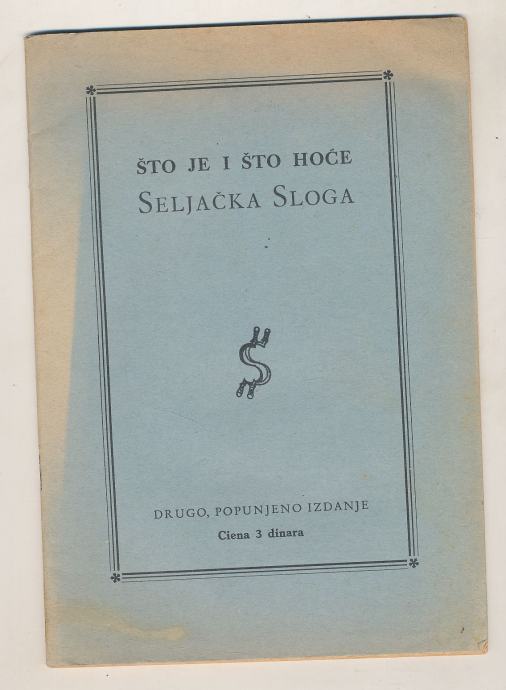 ŠTO JE I ŠTO HOĆE
SELJAČKA SLOGA
DRUGO, POPUNJENO IZDANJE
Ciena 3 dinara